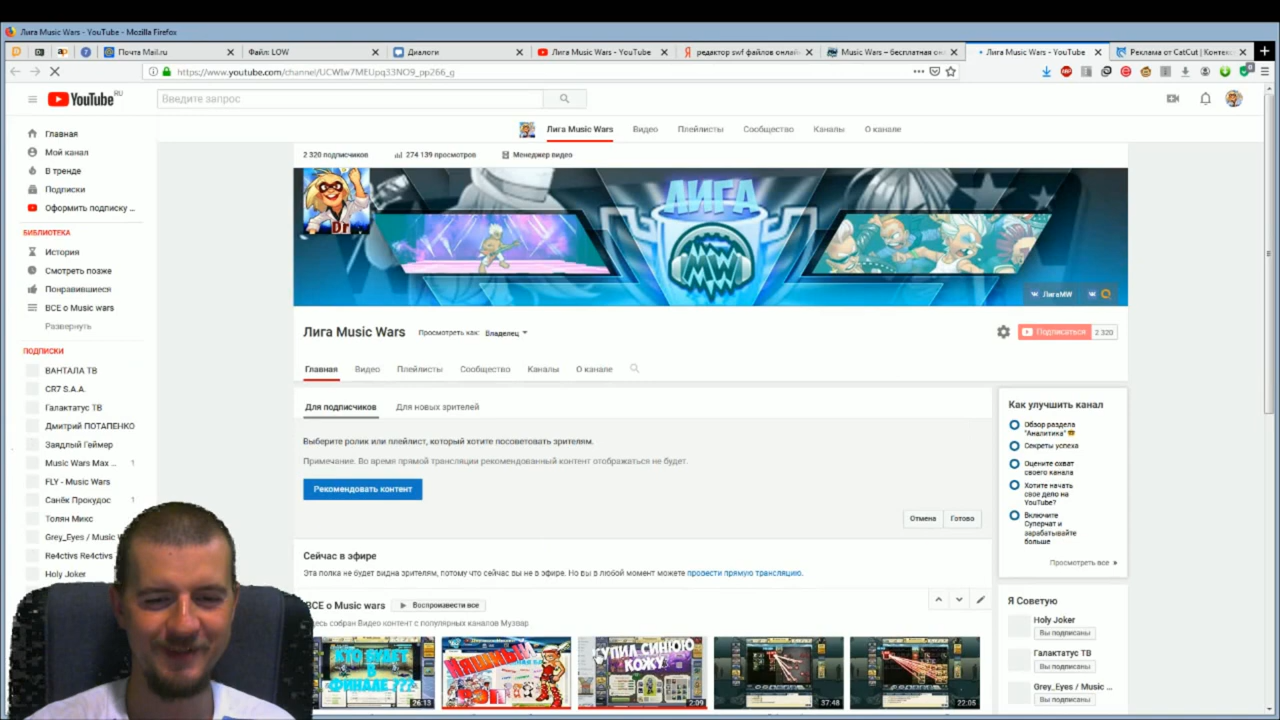 Лига Music Wars - YouTube - Mozilla Firefox
Почта Mail.ru
Файл: LOW
Диалоги
Лига Music Wars - YouTube
редактор swf файлов онлайн
Music Wars – бесплатная он
Лига Music Wars - YouTube
Реклама от CatCut | Контек
YouTube RU
Введите запрос
Лига Music Wars
Видео
Плейлисты
Сообщество
Каналы
О канале
2 320 подписчиков
274 139 просмотров
Менеджер видео
ЛИГА
MW
Dr
ЛигаMW
Лига Music Wars
Просмотреть как: Владелец
Подписаться 2 320
Главная
Видео
Плейлисты
Сообщество
Каналы
О канале
Для подписчиков
Для новых зрителей
Выберите ролик или плейлист, который хотите посоветовать зрителям.
Примечание. Во время прямой трансляции рекомендованный контент отображаться не будет.
Рекомендовать контент
Отмена
Готово
Сейчас в эфире
Эта полка не будет видна зрителям, потому что сейчас вы не в эфире. Но вы в любой момент можете провести прямую трансляцию.
ВСЕ о Music wars
Воспроизвести все
десь собран Видео контент с популярных каналов Музвар
КУПИЛ СИНЮЮ
КОЖУ
26:13
2:09
37:48
22:05
Главная
Мой канал
В тренде
Подписки
Оформить подписку ...
БИБЛИОТЕКА
История
Смотреть позже
Понравившиеся
ВСЕ о Music wars
Развернуть
ПОДПИСКИ
ВАНТАЛА ТВ
CR7 S.A.A.
Галактатус ТВ
Дмитрий ПОТАПЕНКО
Заядлый Геймер
Music Wars Max ... 1
FLY - Music Wars
Санёк Прокудос 1
Толян Микс
Grey_Eyes / Music W
Re4ctivs Re4ctivs
Holy Joker
Как улучшить канал
Обзор раздела
"Аналитика"
Секреты успеха
Оцените охват
своего канала
Хотите начать
свое дело на
YouTube?
Включите
Суперчат и
зарабатывайте
больше
Просмотреть все »
Я Советую
Holy Joker
Вы подписаны
Галактатус ТВ
Вы подписаны
Grey_Eyes / Music ...
Вы подписаны